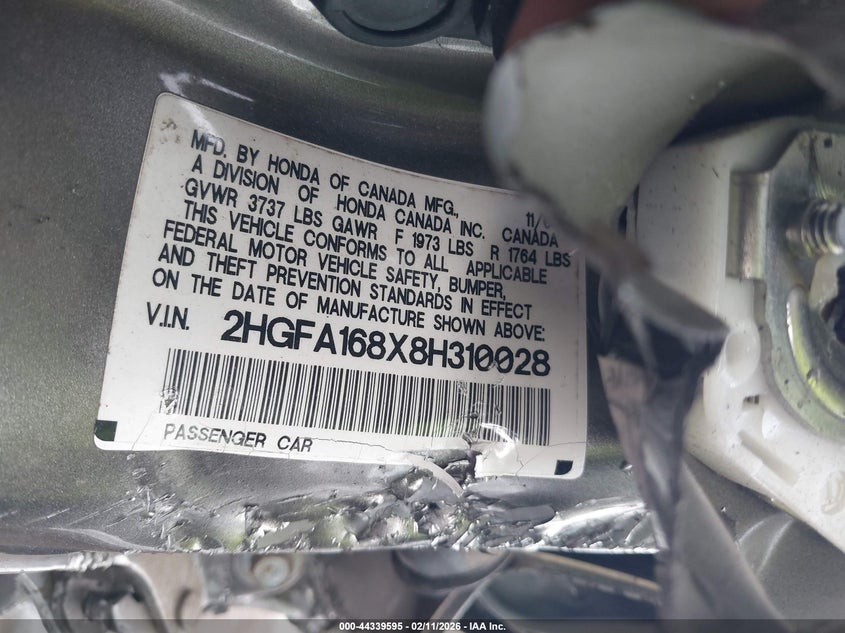 MFD. BY HONDA OF CANADA MFG.,
A DIVISION OF HONDA CANADA INC. CANADA 11/
GVWR 3737 LBS GAWR F 1973 LBS R 1764 LBS
THIS VEHICLE CONFORMS TO ALL APPLICABLE
FEDERAL MOTOR VEHICLE SAFETY, BUMPER,
AND THEFT PREVENTION STANDARDS IN EFFECT
ON THE DATE OF MANUFACTURE SHOWN ABOVE:
V.I.N. 2HGFA168X8H310028
PASSENGER CAR
000-44339595 - 02/11/2026 - IAA Inc.